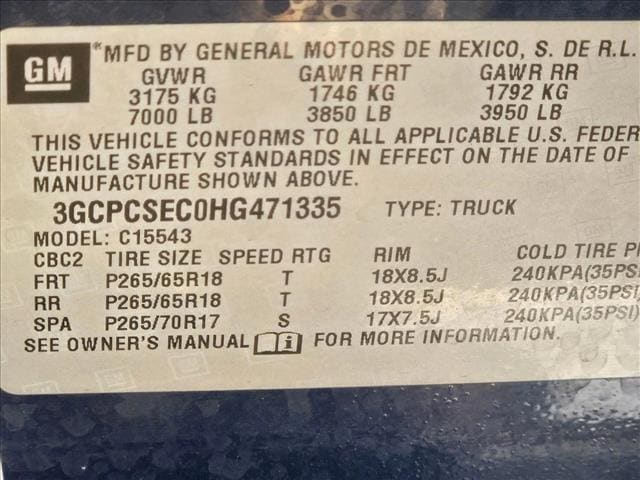 GM *MFD BY GENERAL MOTORS DE MEXICO, S. DE R.L.
GVWR GAWR FRT GAWR RR
3175 KG 1746 KG 1792 KG
7000 LB 3850 LB 3950 LB
THIS VEHICLE CONFORMS TO ALL APPLICABLE U.S. FEDER
VEHICLE SAFETY STANDARDS IN EFFECT ON THE DATE OF
MANUFACTURE SHOWN ABOVE.
3GCPCSEC0HG471335 TYPE: TRUCK
MODEL: C15543
CBC2 TIRE SIZE SPEED RTG RIM COLD TIRE P
FRT P265/65R18 T 18X8.5J 240KPA(35PSI)
RR P265/65R18 T 18X8.5J 240KPA(35PSI)
SPA P265/70R17 S 17X7.5J 240KPA(35PSI)
SEE OWNER'S MANUAL i FOR MORE INFORMATION.